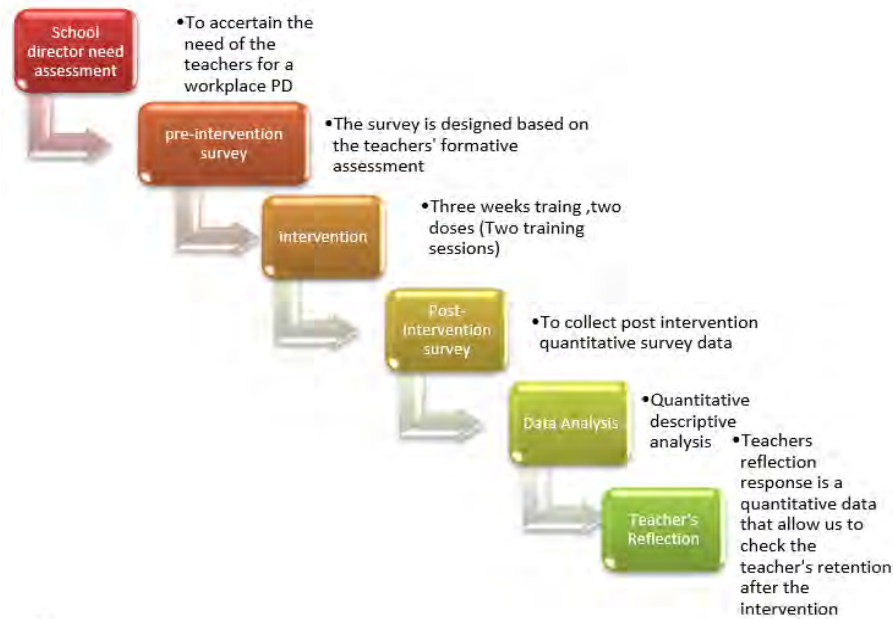 School
director need
assessment
•To accertain the
need of the
teachers for a
workplace PD
pre-intervention
survey
•The survey is designed based on
the teachers' formative
assessment
intervention
•Three weeks traing ,two
doses (Two training
sessions)
Post-
Intervention
survey
•To collect post intervention
quantitative survey data
Data Analysis
•Quantitative
descriptive
analysis
Teacher's
Reflection
•Teachers
reflection
response is a
quantitative data
that allow us to
check the
teacher's retention
after the
intervention